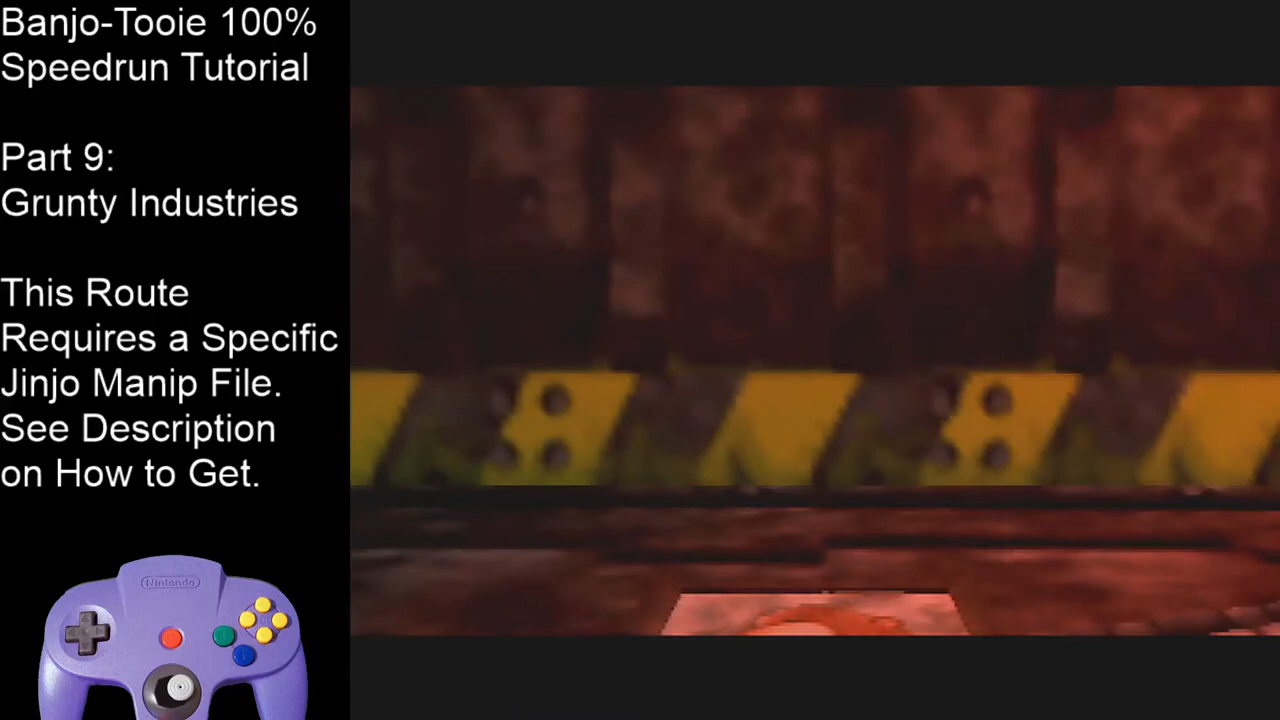 Banjo-Tooie 100%
Speedrun Tutorial
Part 9:
Grunty Industries
This Route
Requires a Specific
Jinjo Manip File.
See Description
on How to Get.
Nintendo